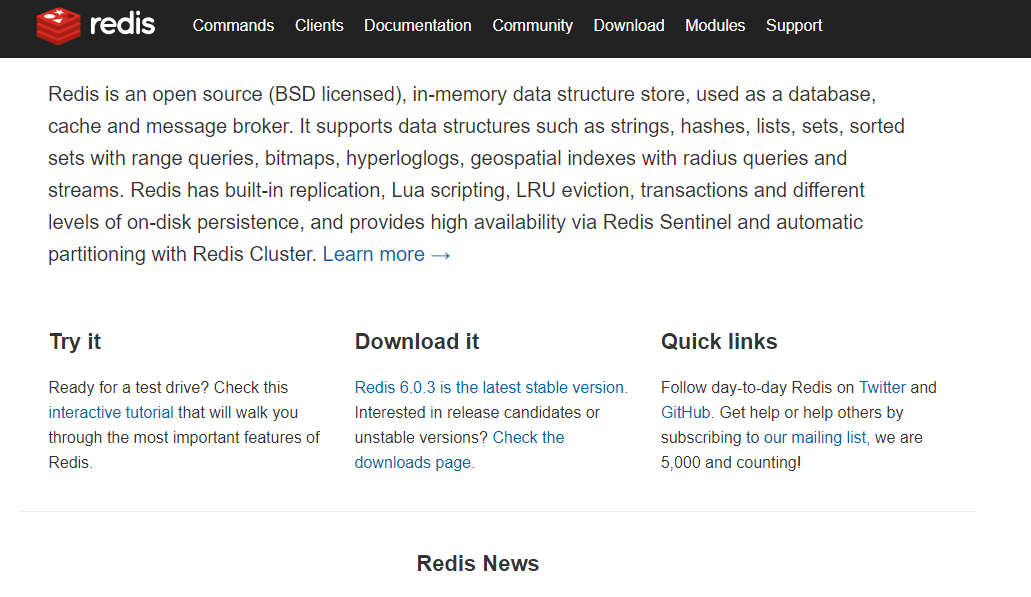 redis Commands Clients Documentation Community Download Modules Support
Redis is an open source (BSD licensed), in-memory data structure store, used as a database,
cache and message broker. It supports data structures such as strings, hashes, lists, sets, sorted
sets with range queries, bitmaps, hyperloglogs, geospatial indexes with radius queries and
streams. Redis has built-in replication, Lua scripting, LRU eviction, transactions and different
levels of on-disk persistence, and provides high availability via Redis Sentinel and automatic
partitioning with Redis Cluster. Learn more →
Try it
Ready for a test drive? Check this
interactive tutorial that will walk you
through the most important features of
Redis.
Download it
Redis 6.0.3 is the latest stable version.
Interested in release candidates or
unstable versions? Check the
downloads page.
Quick links
Follow day-to-day Redis on Twitter and
GitHub. Get help or help others by
subscribing to our mailing list, we are
5,000 and counting!
Redis News